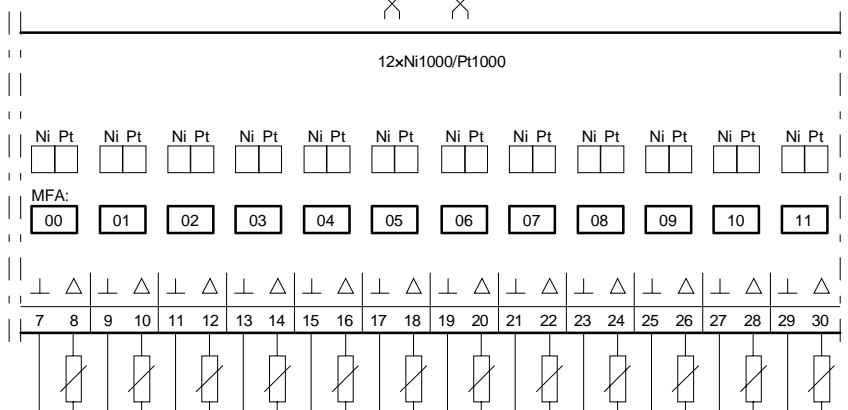 12×Ni1000/Pt1000
Ni Pt Ni Pt Ni Pt Ni Pt Ni Pt Ni Pt Ni Pt Ni Pt Ni Pt Ni Pt Ni Pt Ni Pt
MFA:
00 01 02 03 04 05 06 07 08 09 10 11
⊥ △ ⊥ △ ⊥ △ ⊥ △ ⊥ △ ⊥ △ ⊥ △ ⊥ △ ⊥ △ ⊥ △ ⊥ △ ⊥ △
7 8 9 10 11 12 13 14 15 16 17 18 19 20 21 22 23 24 25 26 27 28 29 30